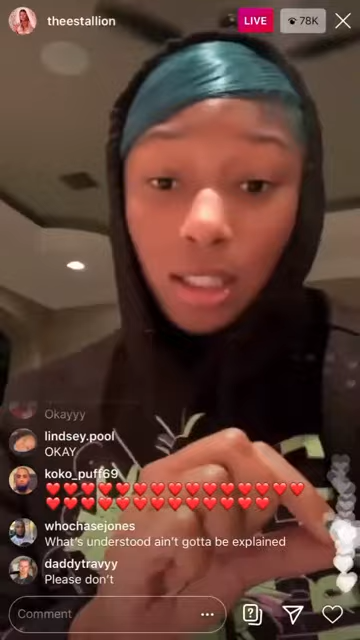 theestallion
LIVE
78K
Okayyy
lindsey.pool
OKAY
koko_puff69
❤️❤️❤️❤️❤️❤️❤️❤️❤️❤️❤️❤️❤️❤️❤️
❤️❤️❤️❤️❤️❤️❤️❤️❤️❤️❤️❤️❤️
whochasejones
What's understood ain't gotta be explained
daddytravyy
Please don't
Comment